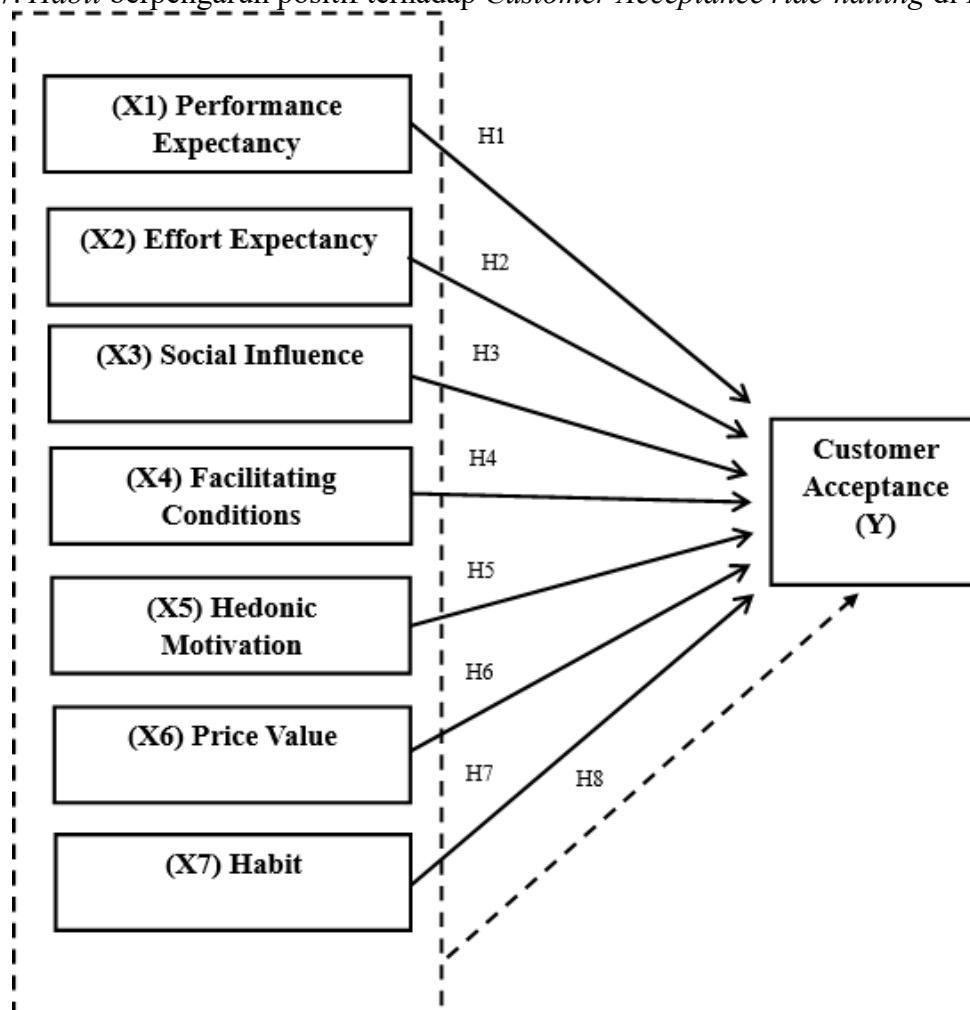 Habit berpengaruh positif terhadap Customer Acceptance ride-hailing di
(X1) Performance
Expectancy
H1
(X2) Effort Expectancy
H2
(X3) Social Influence
H3
(X4) Facilitating
Conditions
H4
(X5) Hedonic
Motivation
H5
(X6) Price Value
H6
(X7) Habit
H7
H8
Customer
Acceptance
(Y)